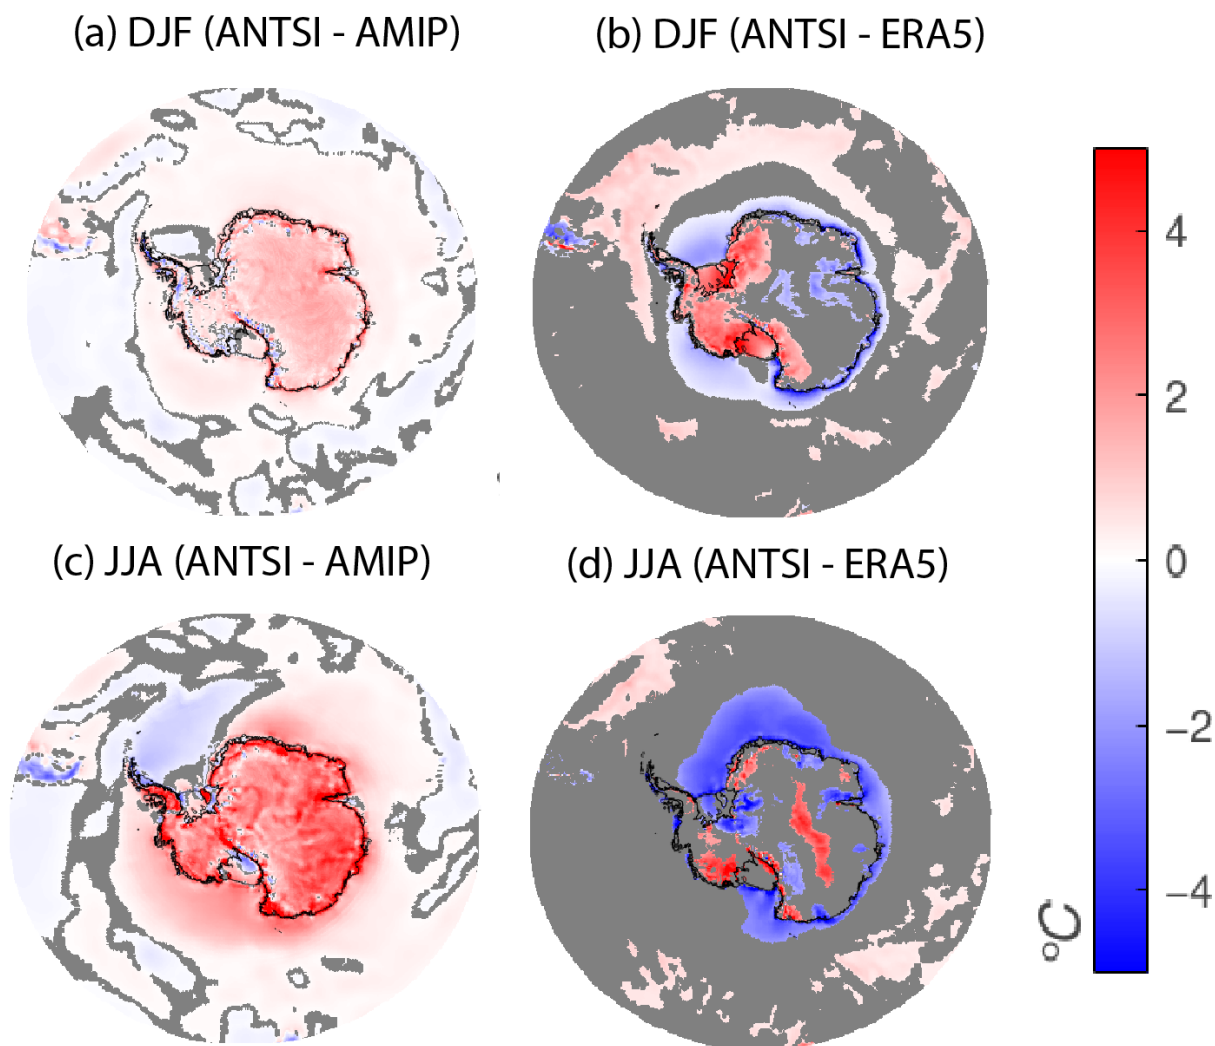 (a) DJF (ANTSI - AMIP)
(b) DJF (ANTSI - ERA5)
4
2
0
−2
−4
°C
(c) JJA (ANTSI - AMIP)
(d) JJA (ANTSI - ERA5)